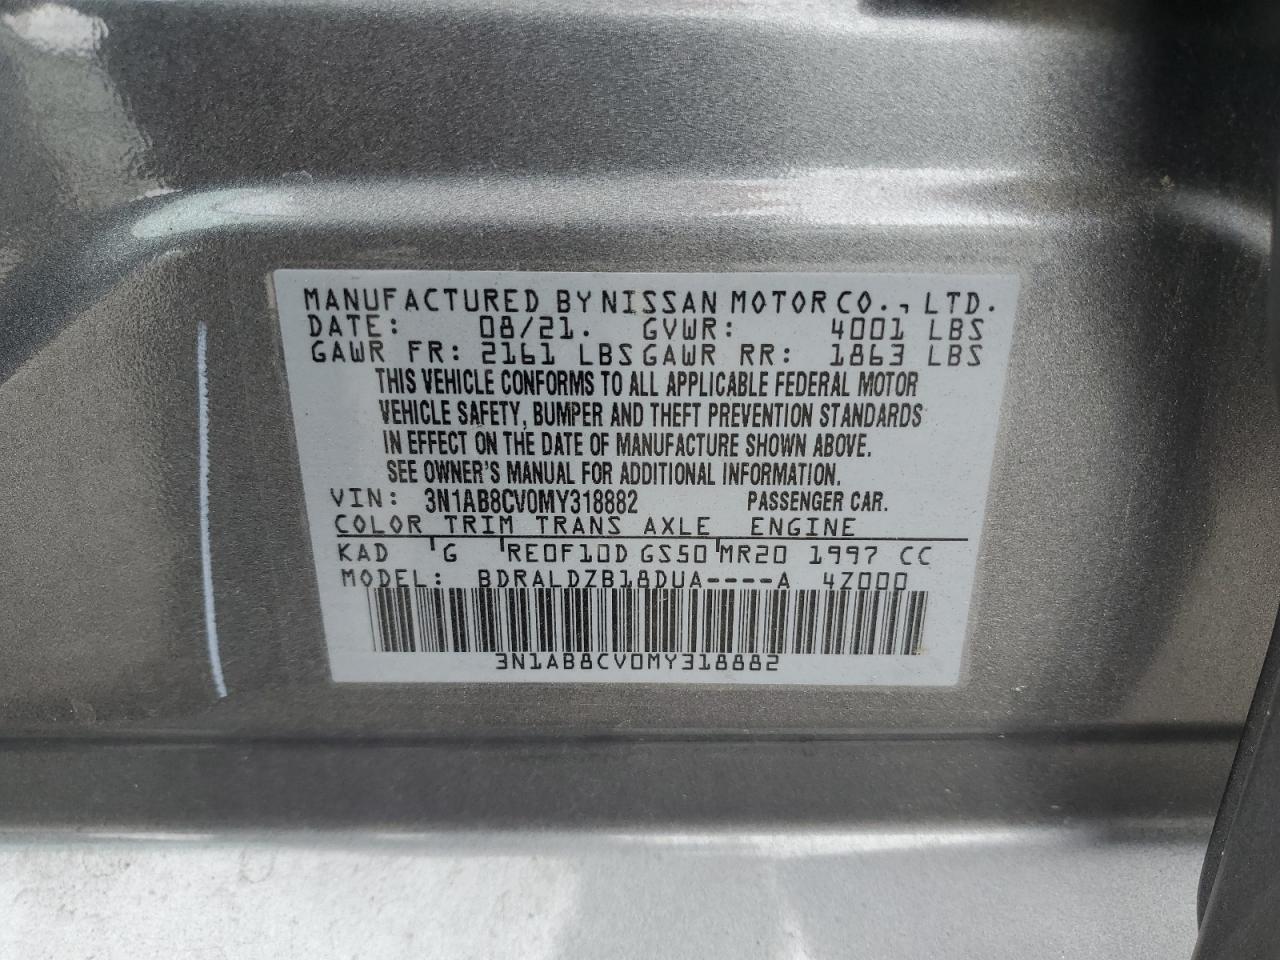 MANUFACTURED BY NISSAN MOTOR CO., LTD.
DATE: 08/21. GVWR: 4001 LBS
GAWR FR: 2161 LBS GAWR RR: 1863 LBS
THIS VEHICLE CONFORMS TO ALL APPLICABLE FEDERAL MOTOR
VEHICLE SAFETY, BUMPER AND THEFT PREVENTION STANDARDS
IN EFFECT ON THE DATE OF MANUFACTURE SHOWN ABOVE.
SEE OWNER'S MANUAL FOR ADDITIONAL INFORMATION.
VIN: 3N1AB8CV0MY318882 PASSENGER CAR.
COLOR TRIM TRANS AXLE ENGINE
KAD G RE0F10D GS50 MR20 1997 CC
MODEL: BDRALDZB18DUA----A 4Z000
3N1AB8CV0MY318882